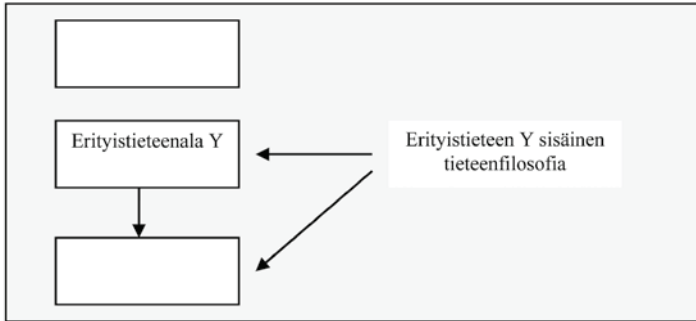 Erityistieteenala Y
Erityistieteen Y sisäinen
tieteenfilosofia